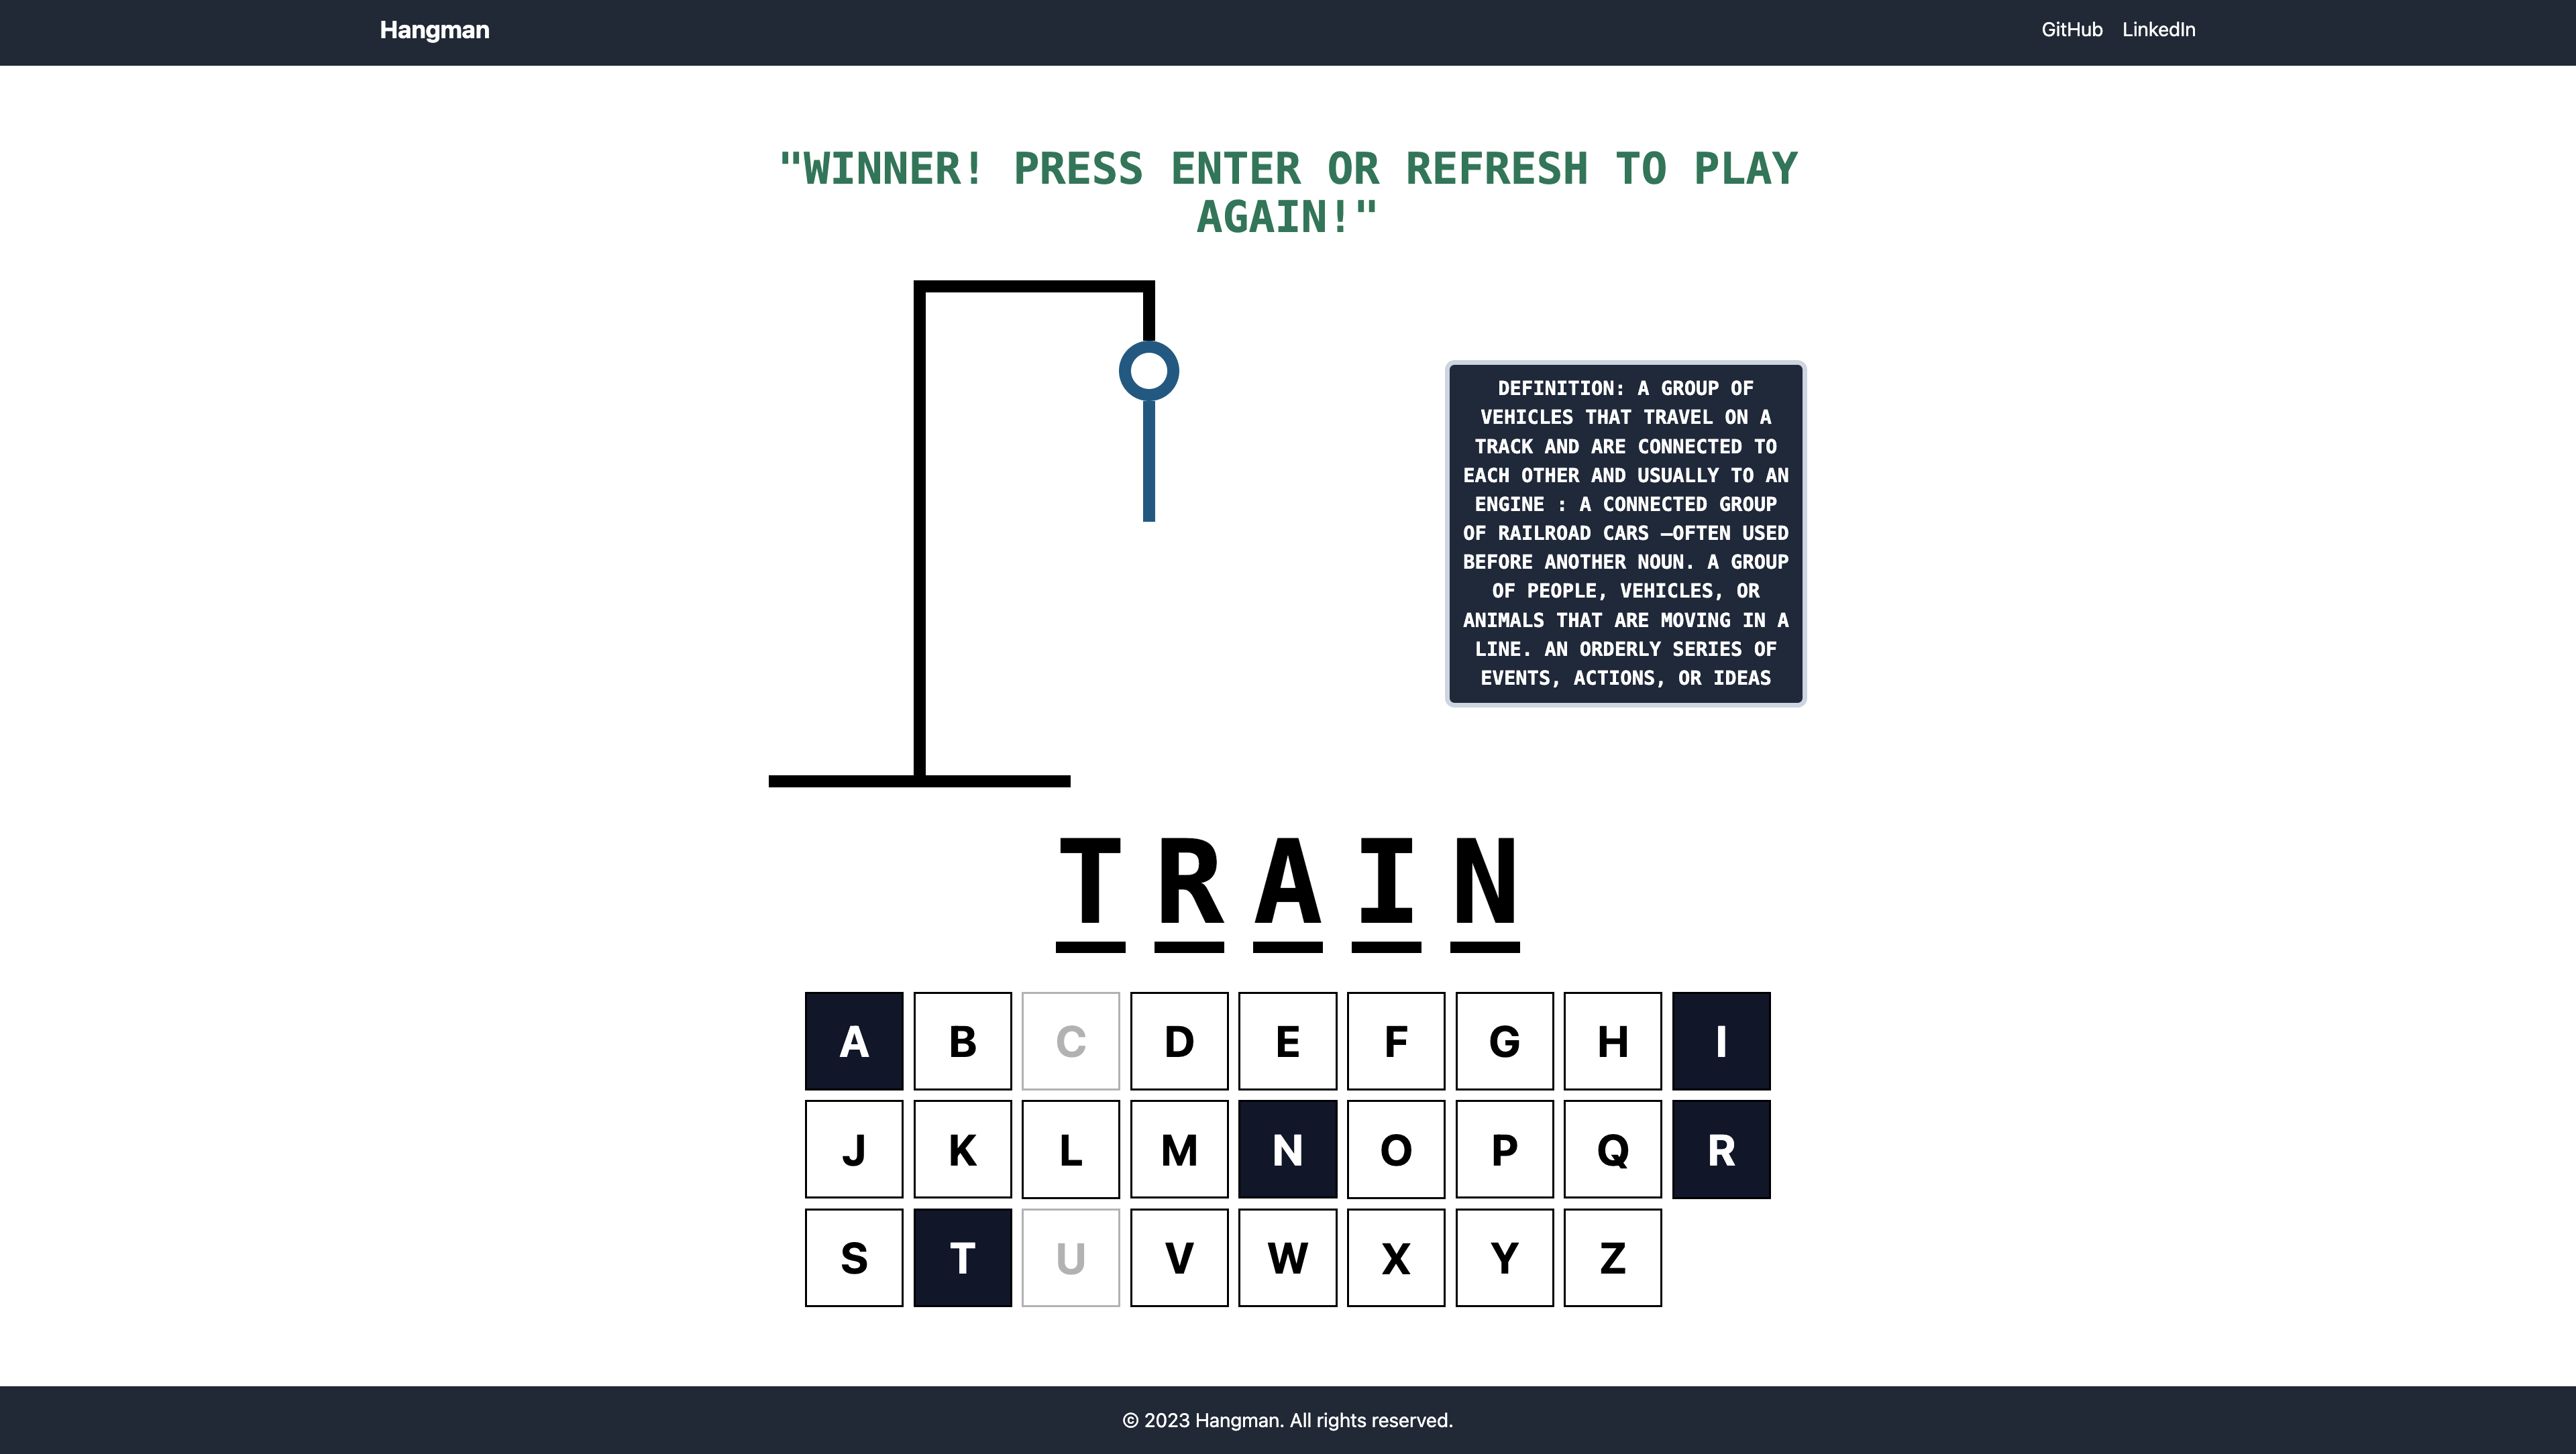 Hangman
GitHub LinkedIn
"WINNER! PRESS ENTER OR REFRESH TO PLAY
AGAIN!"
DEFINITION: A GROUP OF
VEHICLES THAT TRAVEL ON A
TRACK AND ARE CONNECTED TO
EACH OTHER AND USUALLY TO AN
ENGINE : A CONNECTED GROUP
OF RAILROAD CARS —OFTEN USED
BEFORE ANOTHER NOUN. A GROUP
OF PEOPLE, VEHICLES, OR
ANIMALS THAT ARE MOVING IN A
LINE. AN ORDERLY SERIES OF
EVENTS, ACTIONS, OR IDEAS
T R A I N
A B C D E F G H I
J K L M N O P Q R
S T U V W X Y Z
© 2023 Hangman. All rights reserved.